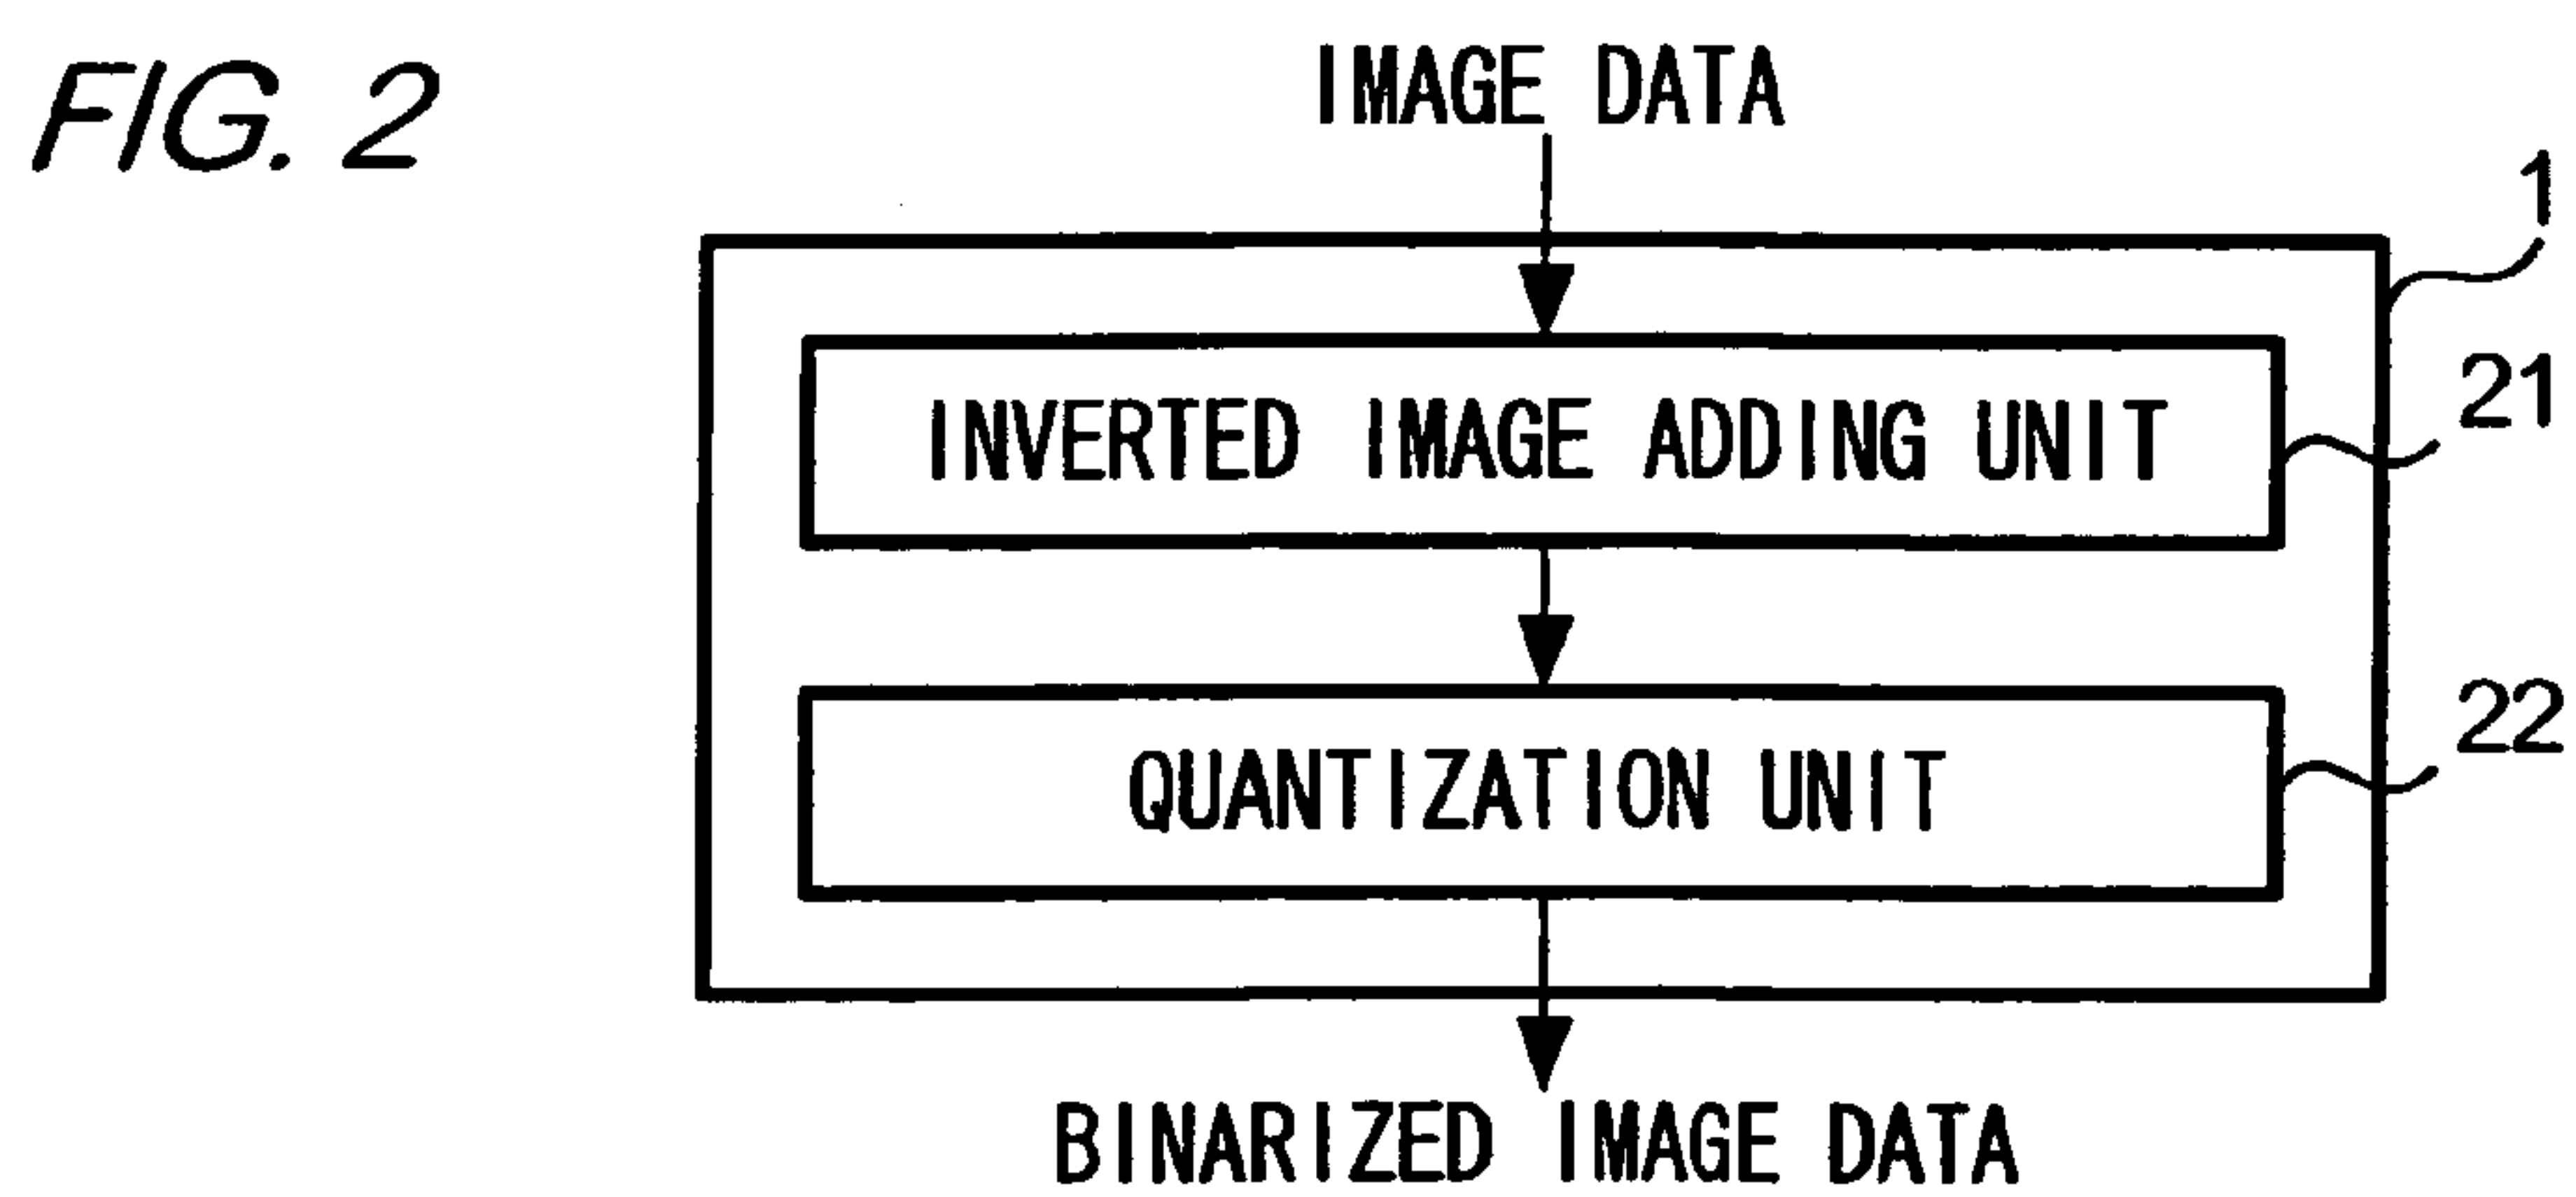 FIG. 2
IMAGE DATA
1
INVERTED IMAGE ADDING UNIT
21
QUANTIZATION UNIT
22
BINARIZED IMAGE DATA